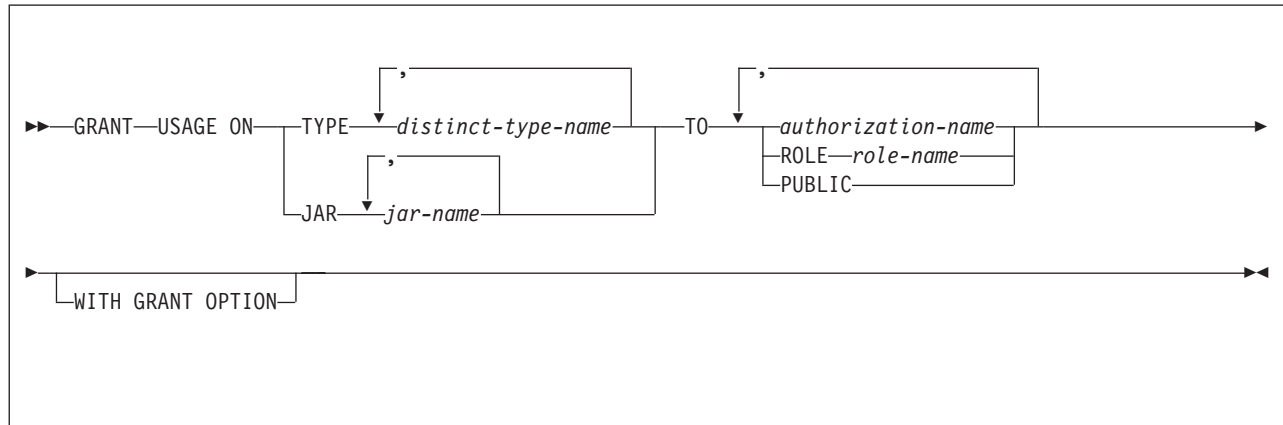 ,
,
GRANT USAGE ON TYPE distinct-type-name TO authorization-name
,
ROLE role-name
PUBLIC
JAR jar-name
WITH GRANT OPTION